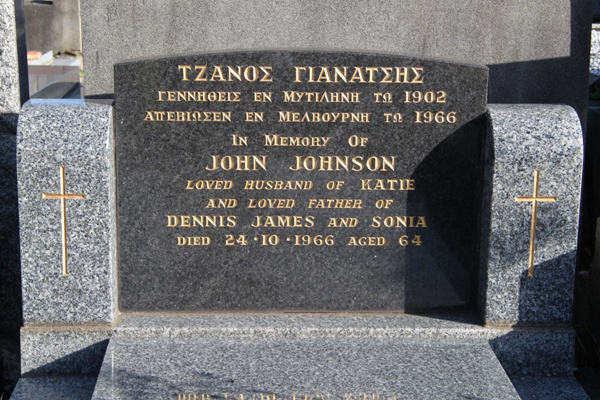 ΤΖΑΝΟΣ ΓΙΑΝΑΤΣΗΣ
ΓΕΝΝΗΘΕΙΣ ΕΝ ΜΥΤΙΛΗΝΗ ΤΩ 1902
ΑΠΕΒΙΩΣΕΝ ΕΝ ΜΕΛΒΟΥΡΝΗ ΤΩ 1966
IN MEMORY OF
JOHN JOHNSON
LOVED HUSBAND OF KATIE
AND LOVED FATHER OF
DENNIS JAMES AND SONIA
DIED 24·10·1966 AGED 64